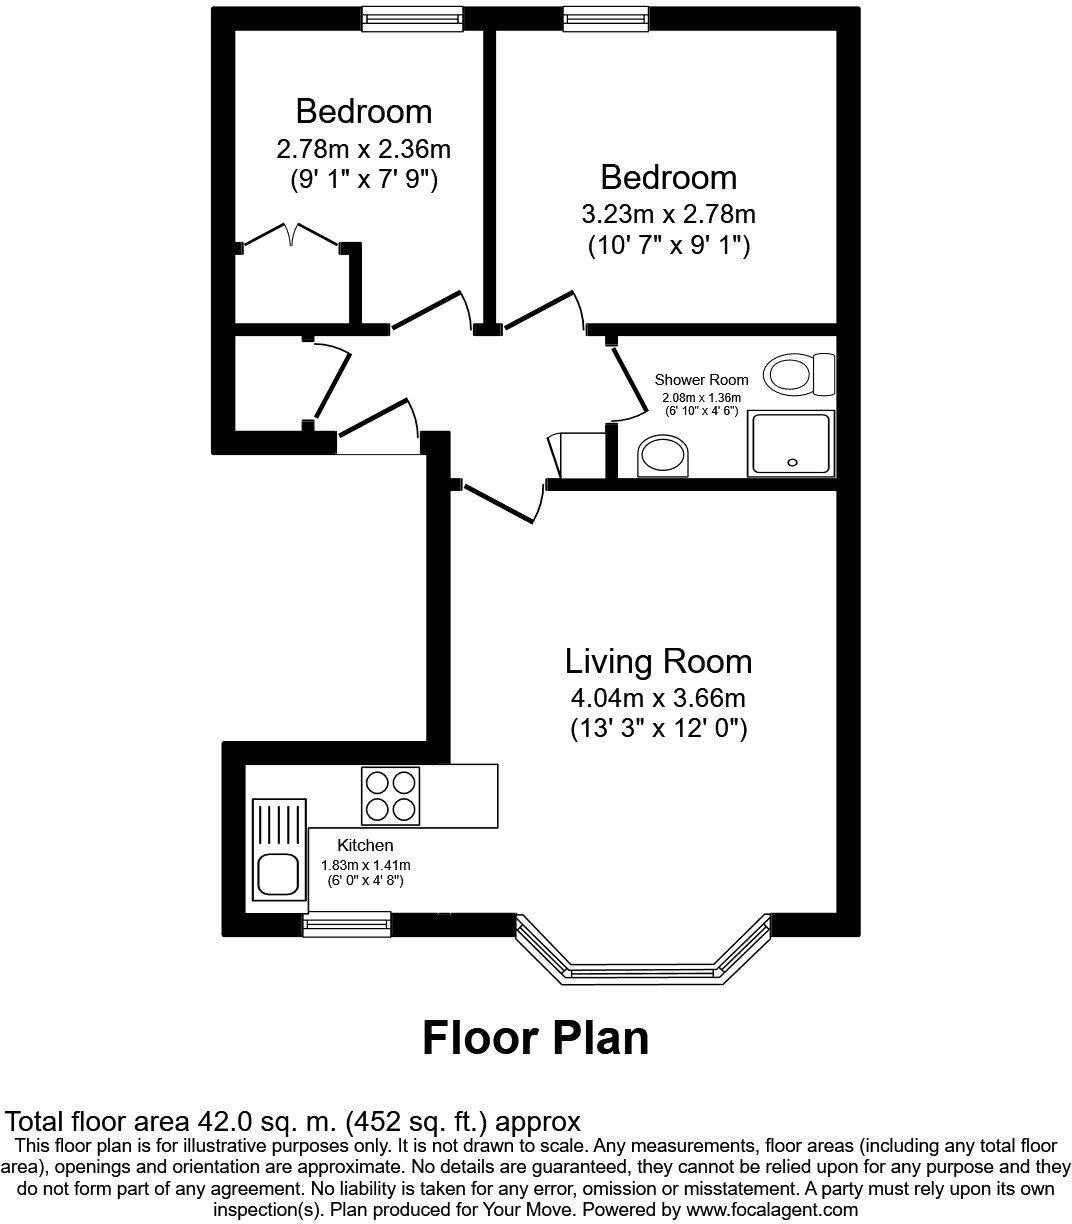 Bedroom
2.78m x 2.36m
(9' 1" x 7' 9")
Bedroom
3.23m x 2.78m
(10' 7" x 9' 1")
Shower Room
2.08m x 1.36m
(6' 10" x 4' 6")
Living Room
4.04m x 3.66m
(13' 3" x 12' 0")
Kitchen
1.83m x 1.41m
(6' 0" x 4' 8")
Floor Plan
Total floor area 42.0 sq. m. (452 sq. ft.) approx
This floor plan is for illustrative purposes only. It is not drawn to scale. Any measurements, floor areas (including any total floor
area), openings and orientation are approximate. No details are guaranteed, they cannot be relied upon for any purpose and they
do not form part of any agreement. No liability is taken for any error, omission or misstatement. A party must rely upon its own
inspection(s). Plan produced for Your Move. Powered by www.focalagent.com